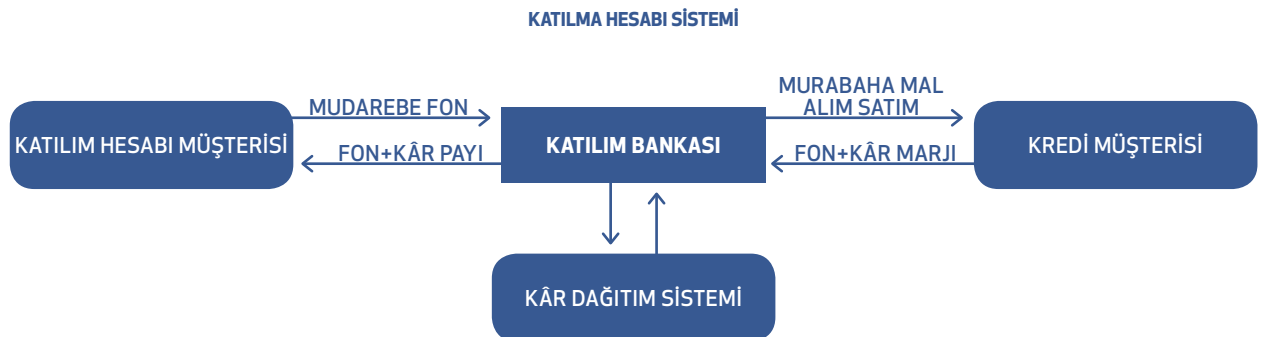 KATILMA HESABI SİSTEMİ
MUDAREBE FON
MURABAHA MAL
ALIM SATIM
KATILIM HESABI MÜŞTERİSİ
KATILIM BANKASI
KREDİ MÜŞTERİSİ
FON+KÂR PAYI
FON+KÂR MARJI
KÂR DAĞITIM SİSTEMİ